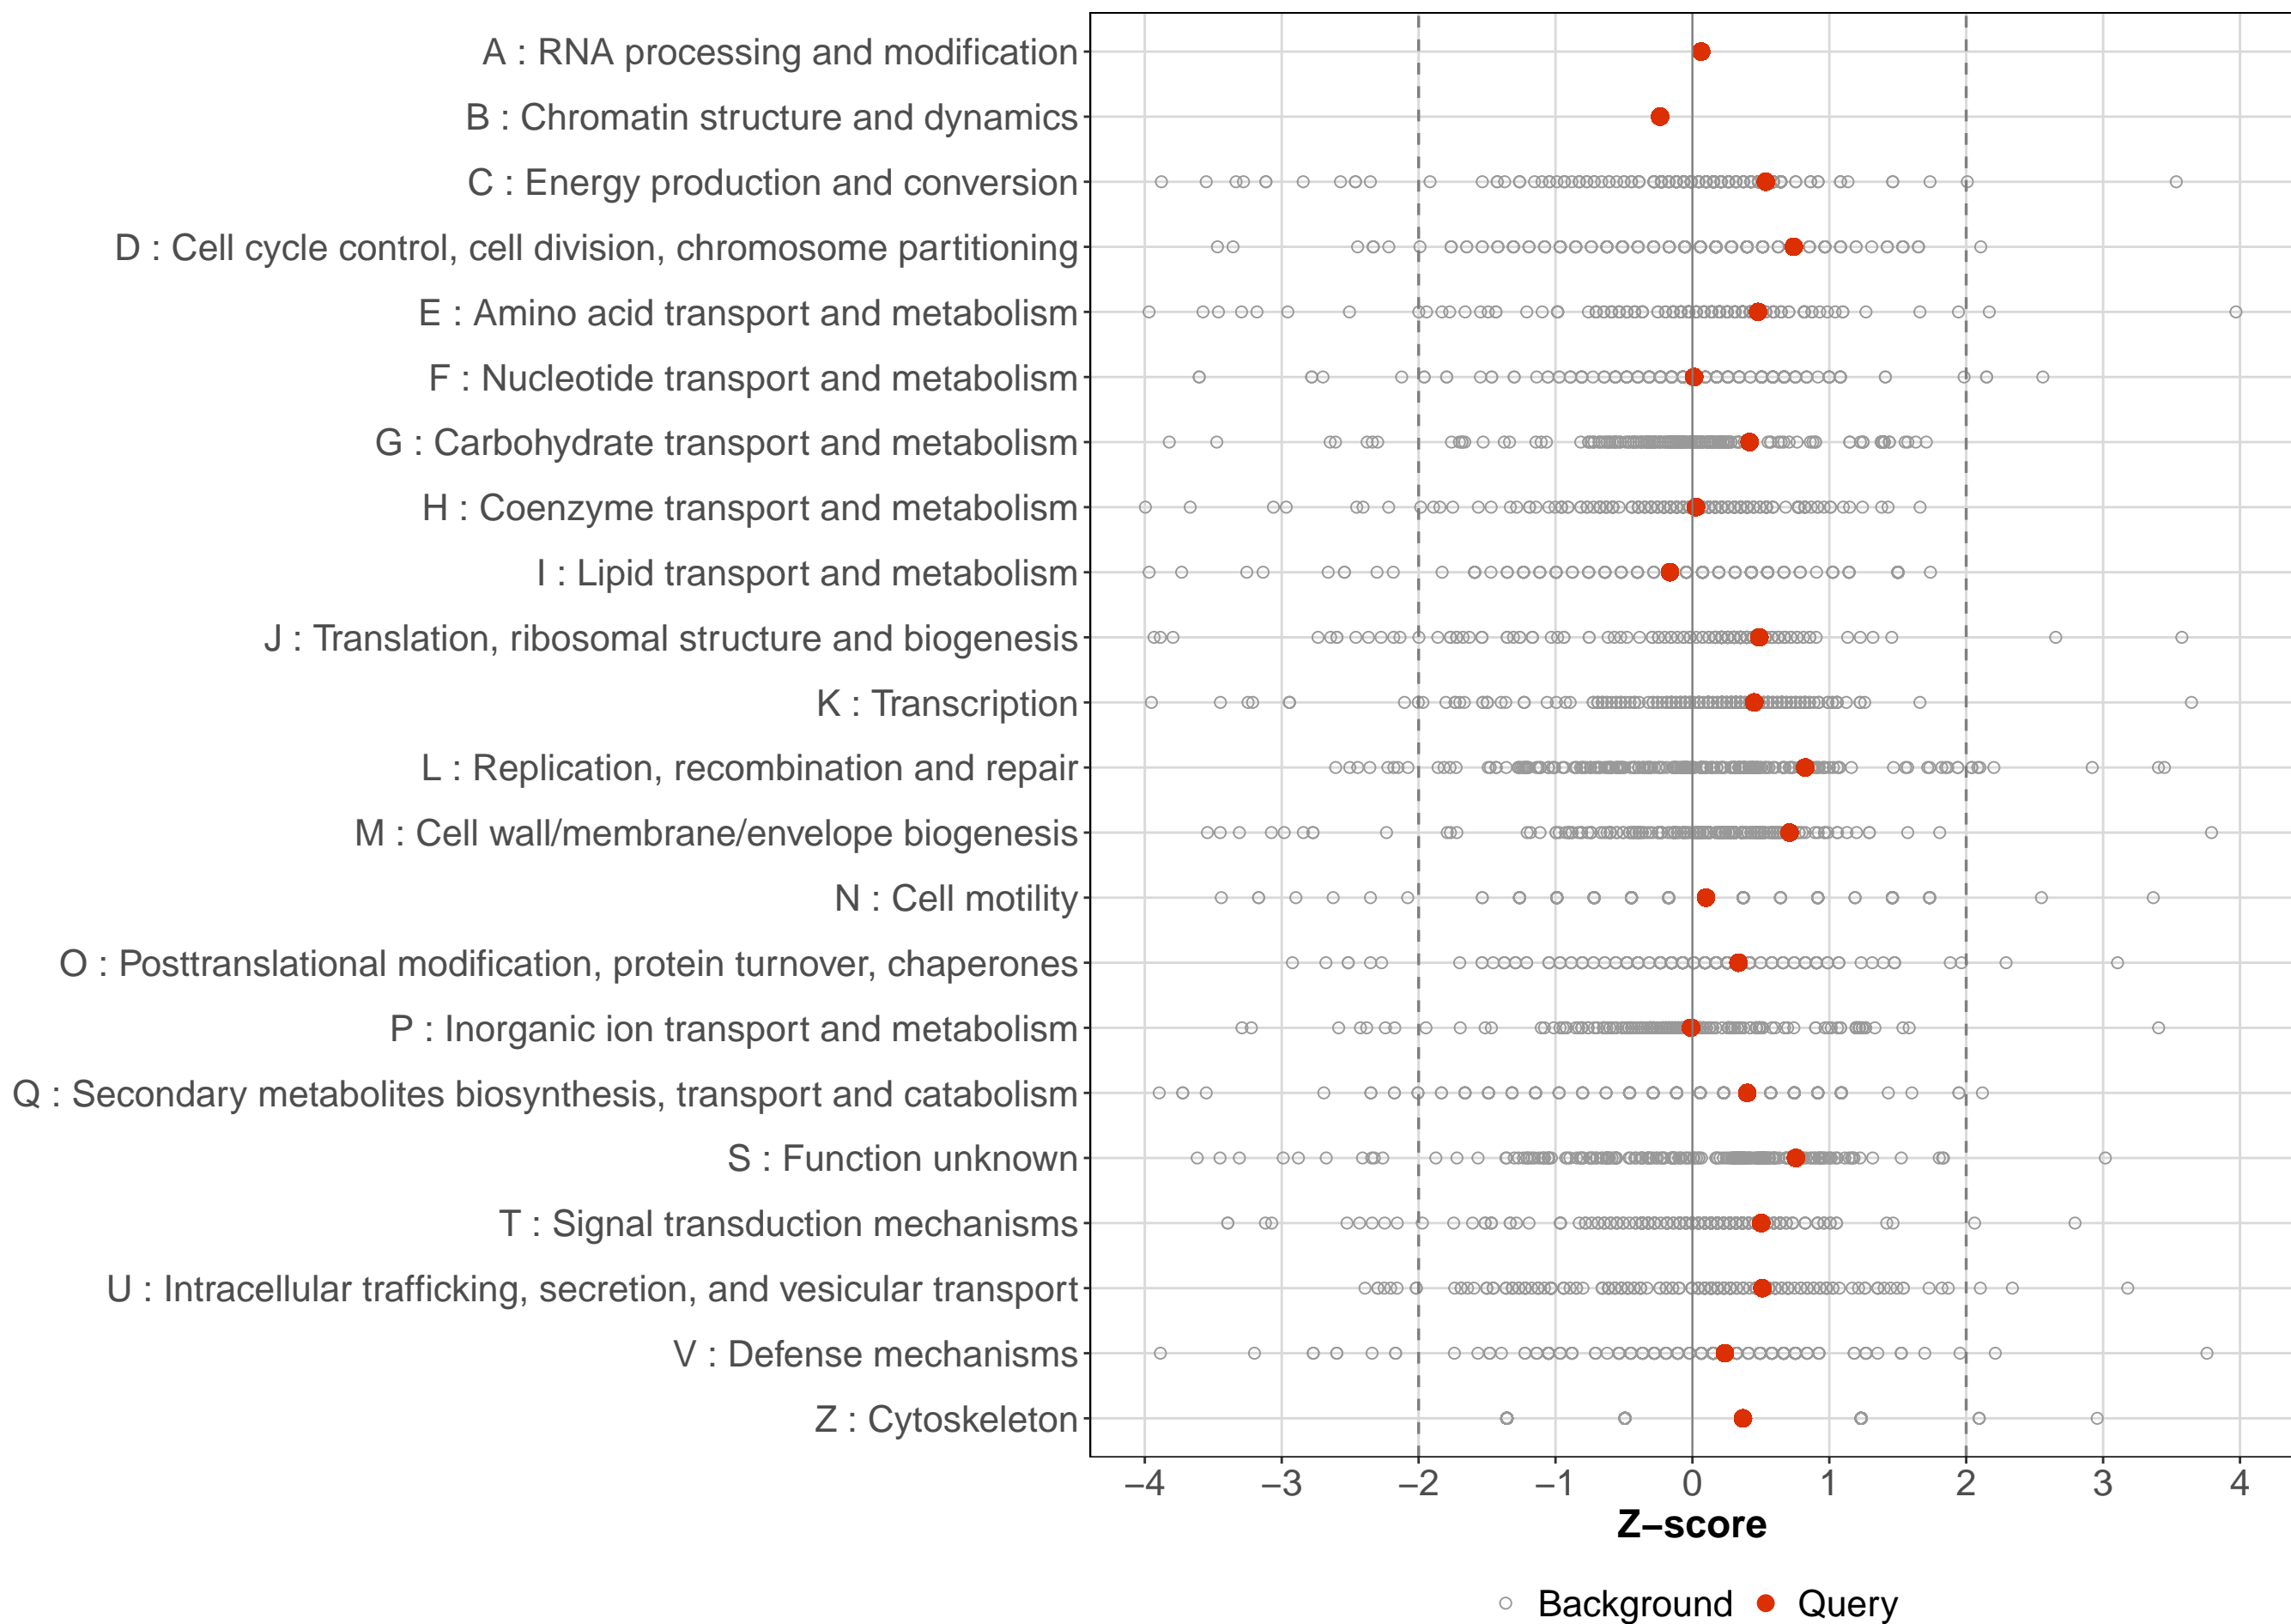 A : RNA processing and modification
B : Chromatin structure and dynamics
C : Energy production and conversion
D : Cell cycle control, cell division, chromosome partitioning
E : Amino acid transport and metabolism
F : Nucleotide transport and metabolism
G : Carbohydrate transport and metabolism
H : Coenzyme transport and metabolism
I : Lipid transport and metabolism
J : Translation, ribosomal structure and biogenesis
K : Transcription
L : Replication, recombination and repair
M : Cell wall/membrane/envelope biogenesis
N : Cell motility
O : Posttranslational modification, protein turnover, chaperones
P : Inorganic ion transport and metabolism
Q : Secondary metabolites biosynthesis, transport and catabolism
S : Function unknown
T : Signal transduction mechanisms
U : Intracellular trafficking, secretion, and vesicular transport
V : Defense mechanisms
Z : Cytoskeleton
−4 −3 −2 −1 0 1 2 3 4
Z−score
Background Query